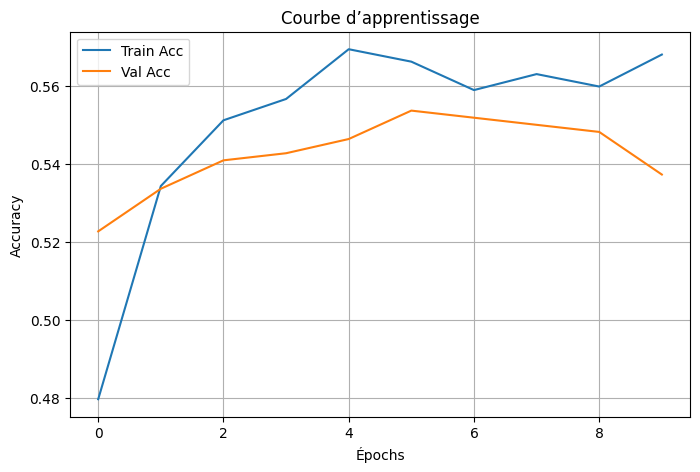 Courbe d’apprentissage
Train Acc
Val Acc
Accuracy
0.56
0.54
0.52
0.50
0.48
0 2 4 6 8
Épochs